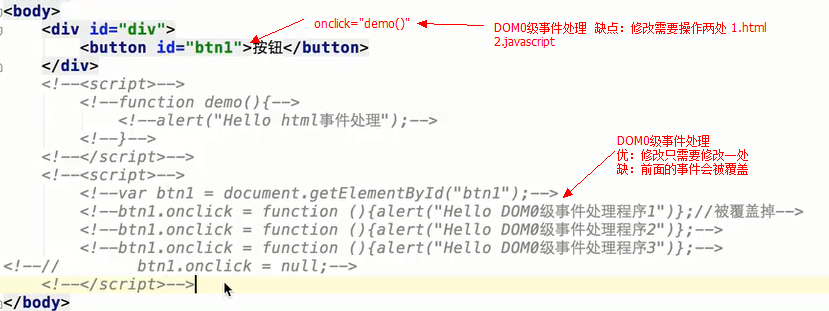 <body>
onclick="demo()"
DOM0级事件处理 缺点：修改需要操作两处 1.html
2.javascript
<div id="div">
<button id="btn1">按钮</button>
</div>
<!--<script>-->
<!--function demo(){-->
<!--alert("Hello html事件处理");-->
<!--}-->
<!--</script>-->
DOM0级事件处理
优：修改只需要修改一处
缺：前面的事件会被覆盖
<!--<script>-->
<!--var btn1 = document.getElementById("btn1");-->
<!--btn1.onclick = function (){alert("Hello DOM0级事件处理程序1")};//被覆盖掉-->
<!--btn1.onclick = function (){alert("Hello DOM0级事件处理程序2")};-->
<!--btn1.onclick = function (){alert("Hello DOM0级事件处理程序3")};-->
<!--// btn1.onclick = null;-->
<!--</script>-->
</body>